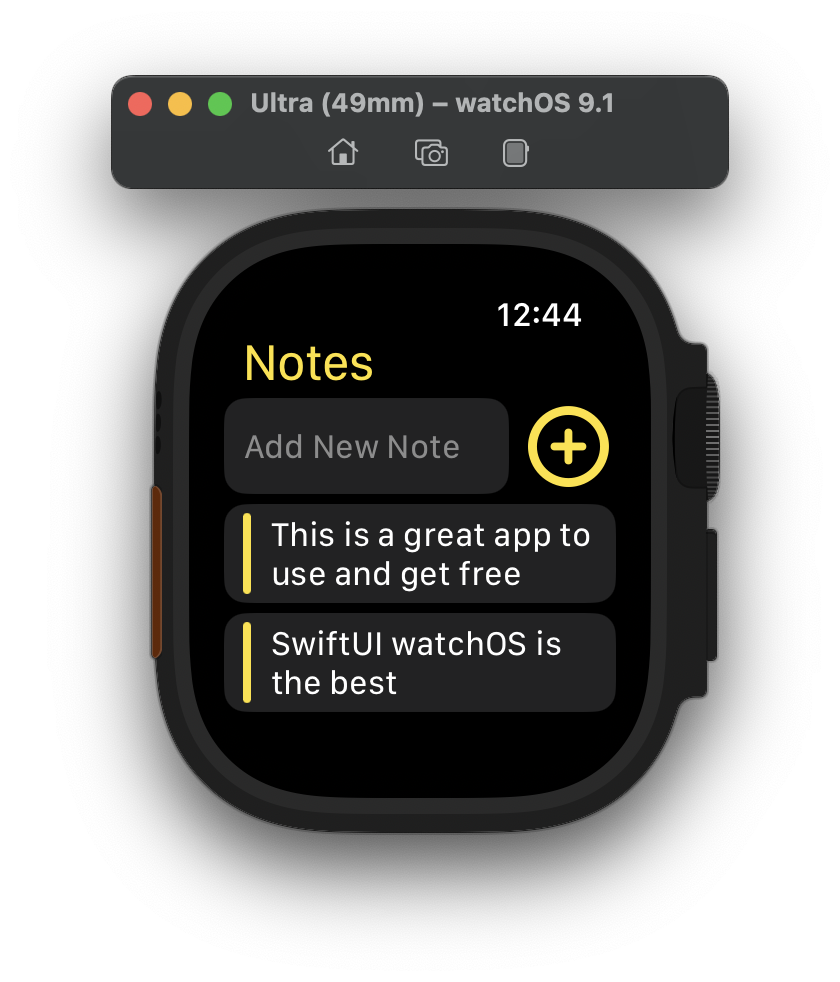 Ultra (49mm) – watchOS 9.1
12:44
Notes
Add New Note
This is a great app to
use and get free
SwiftUI watchOS is
the best